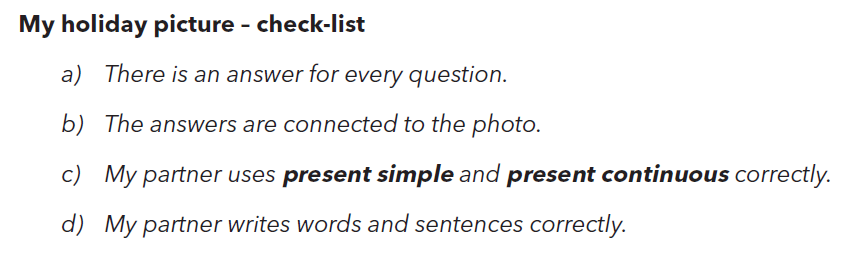 My holiday picture – check-list
a) There is an answer for every question.
b) The answers are connected to the photo.
c) My partner uses present simple and present continuous correctly.
d) My partner writes words and sentences correctly.